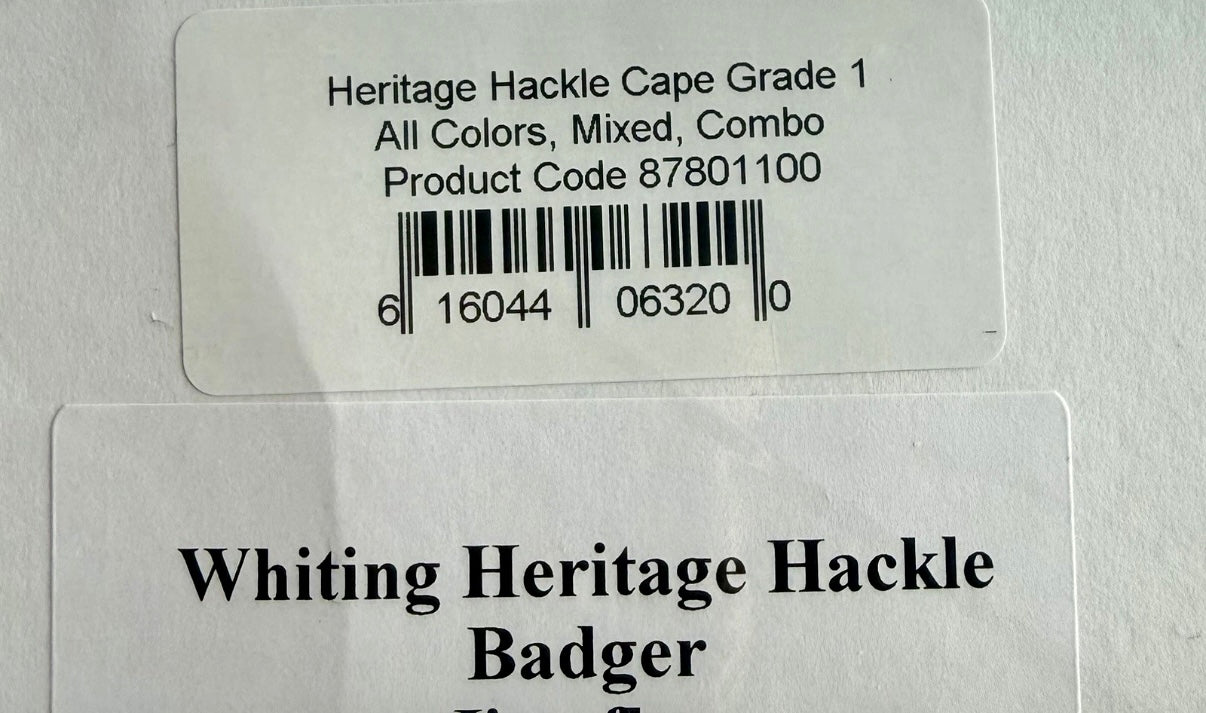 Heritage Hackle Cape Grade 1
All Colors, Mixed, Combo
Product Code 87801100
6 16044 06320 0
Whiting Heritage Hackle
Badger